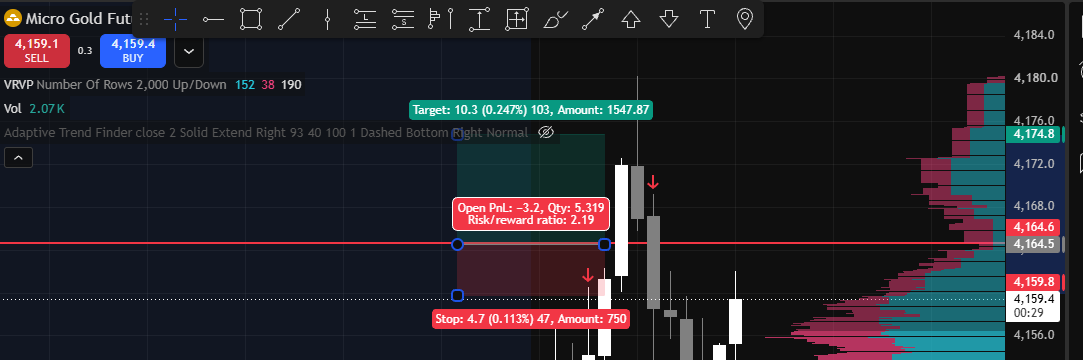 Micro Gold Futu
4,159.1
SELL
0.3
4,159.4
BUY
VRVP Number Of Rows 2,000 Up/Down 152 38 190
Vol 2.07 K
Adaptive Trend Finder close 2 Solid Extend Right 93 40 100 1 Dashed Bottom Right Normal
Target: 10.3 (0.247%) 103, Amount: 1547.87
Open PnL: −3.2, Qty: 5.319
Risk/reward ratio: 2.19
Stop: 4.7 (0.113%) 47, Amount: 750
4,184.0
4,180.0
4,176.0
4,174.8
4,172.0
4,168.0
4,164.6
4,164.5
4,159.8
4,159.4
00:29
4,156.0